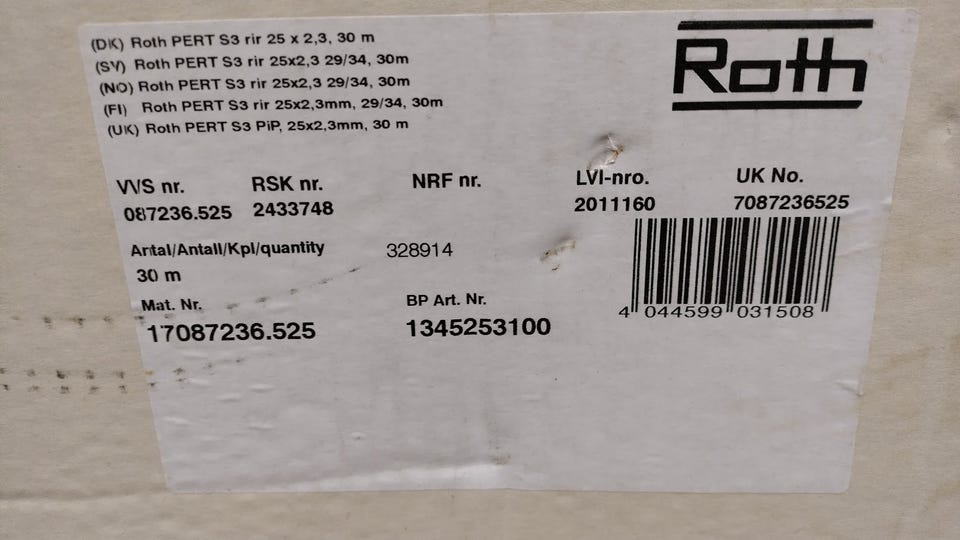 Roth
(DK) Roth PERT S3 rir 25 x 2,3, 30 m
(SV) Roth PERT S3 rir 25x2,3 29/34, 30m
(NO) Roth PERT S3 rir 25x2,3 29/34, 30m
(FI) Roth PERT S3 rir 25x2,3mm, 29/34, 30m
(UK) Roth PERT S3 PiP, 25x2,3mm, 30 m
VVS nr. RSK nr. NRF nr. LVI-nro. UK No.
087236.525 2433748 2011160 7087236525
Antal/Antall/Kpl/quantity 328914
30 m
4 044599 031508
Mat. Nr. BP Art. Nr.
17087236.525 1345253100